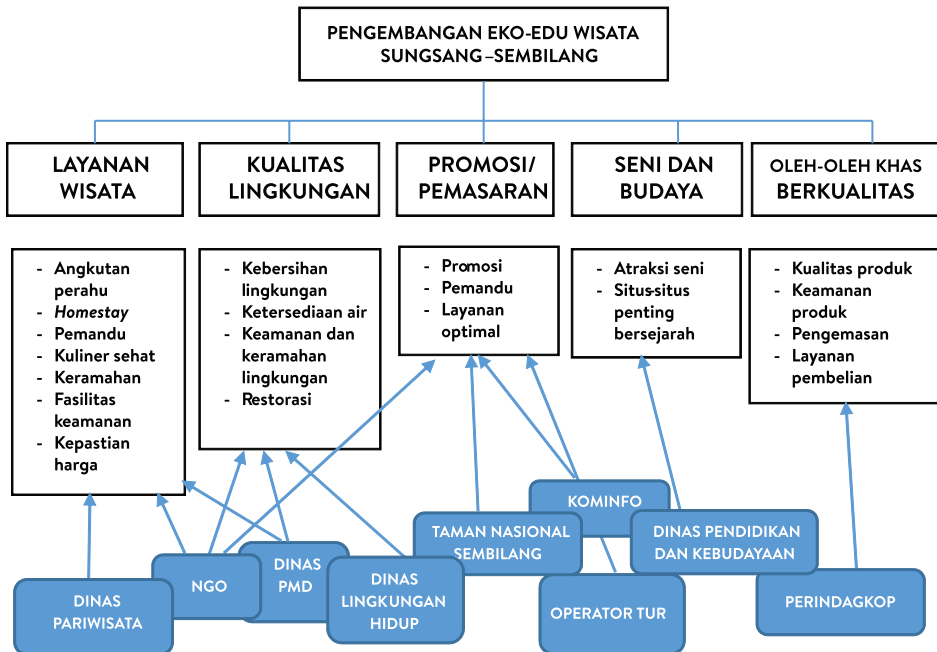 PENGEMBANGAN EKO-EDU WISATA
SUNGSANG–SEMBILANG
LAYANAN
WISATA
KUALITAS
LINGKUNGAN
PROMOSI/
PEMASARAN
SENI DAN
BUDAYA
OLEH-OLEH KHAS
BERKUALITAS
- Angkutan
perahu
- Homestay
- Pemandu
- Kuliner sehat
- Keramahan
- Fasilitas
keamanan
- Kepastian
harga
- Kebersihan
lingkungan
- Ketersediaan air
- Keamanan dan
keramahan
lingkungan
- Restorasi
- Promosi
- Pemandu
- Layanan
optimal
- Atraksi seni
- Situs-situs
penting
bersejarah
- Kualitas produk
- Keamanan
produk
- Pengemasan
- Layanan
pembelian
DINAS
PARIWISATA
NGO
DINAS
PMD
DINAS
LINGKUNGAN
HIDUP
TAMAN NASIONAL
SEMBILANG
KOMINFO
OPERATOR TUR
DINAS PENDIDIKAN
DAN KEBUDAYAAN
PERINDAGKOP